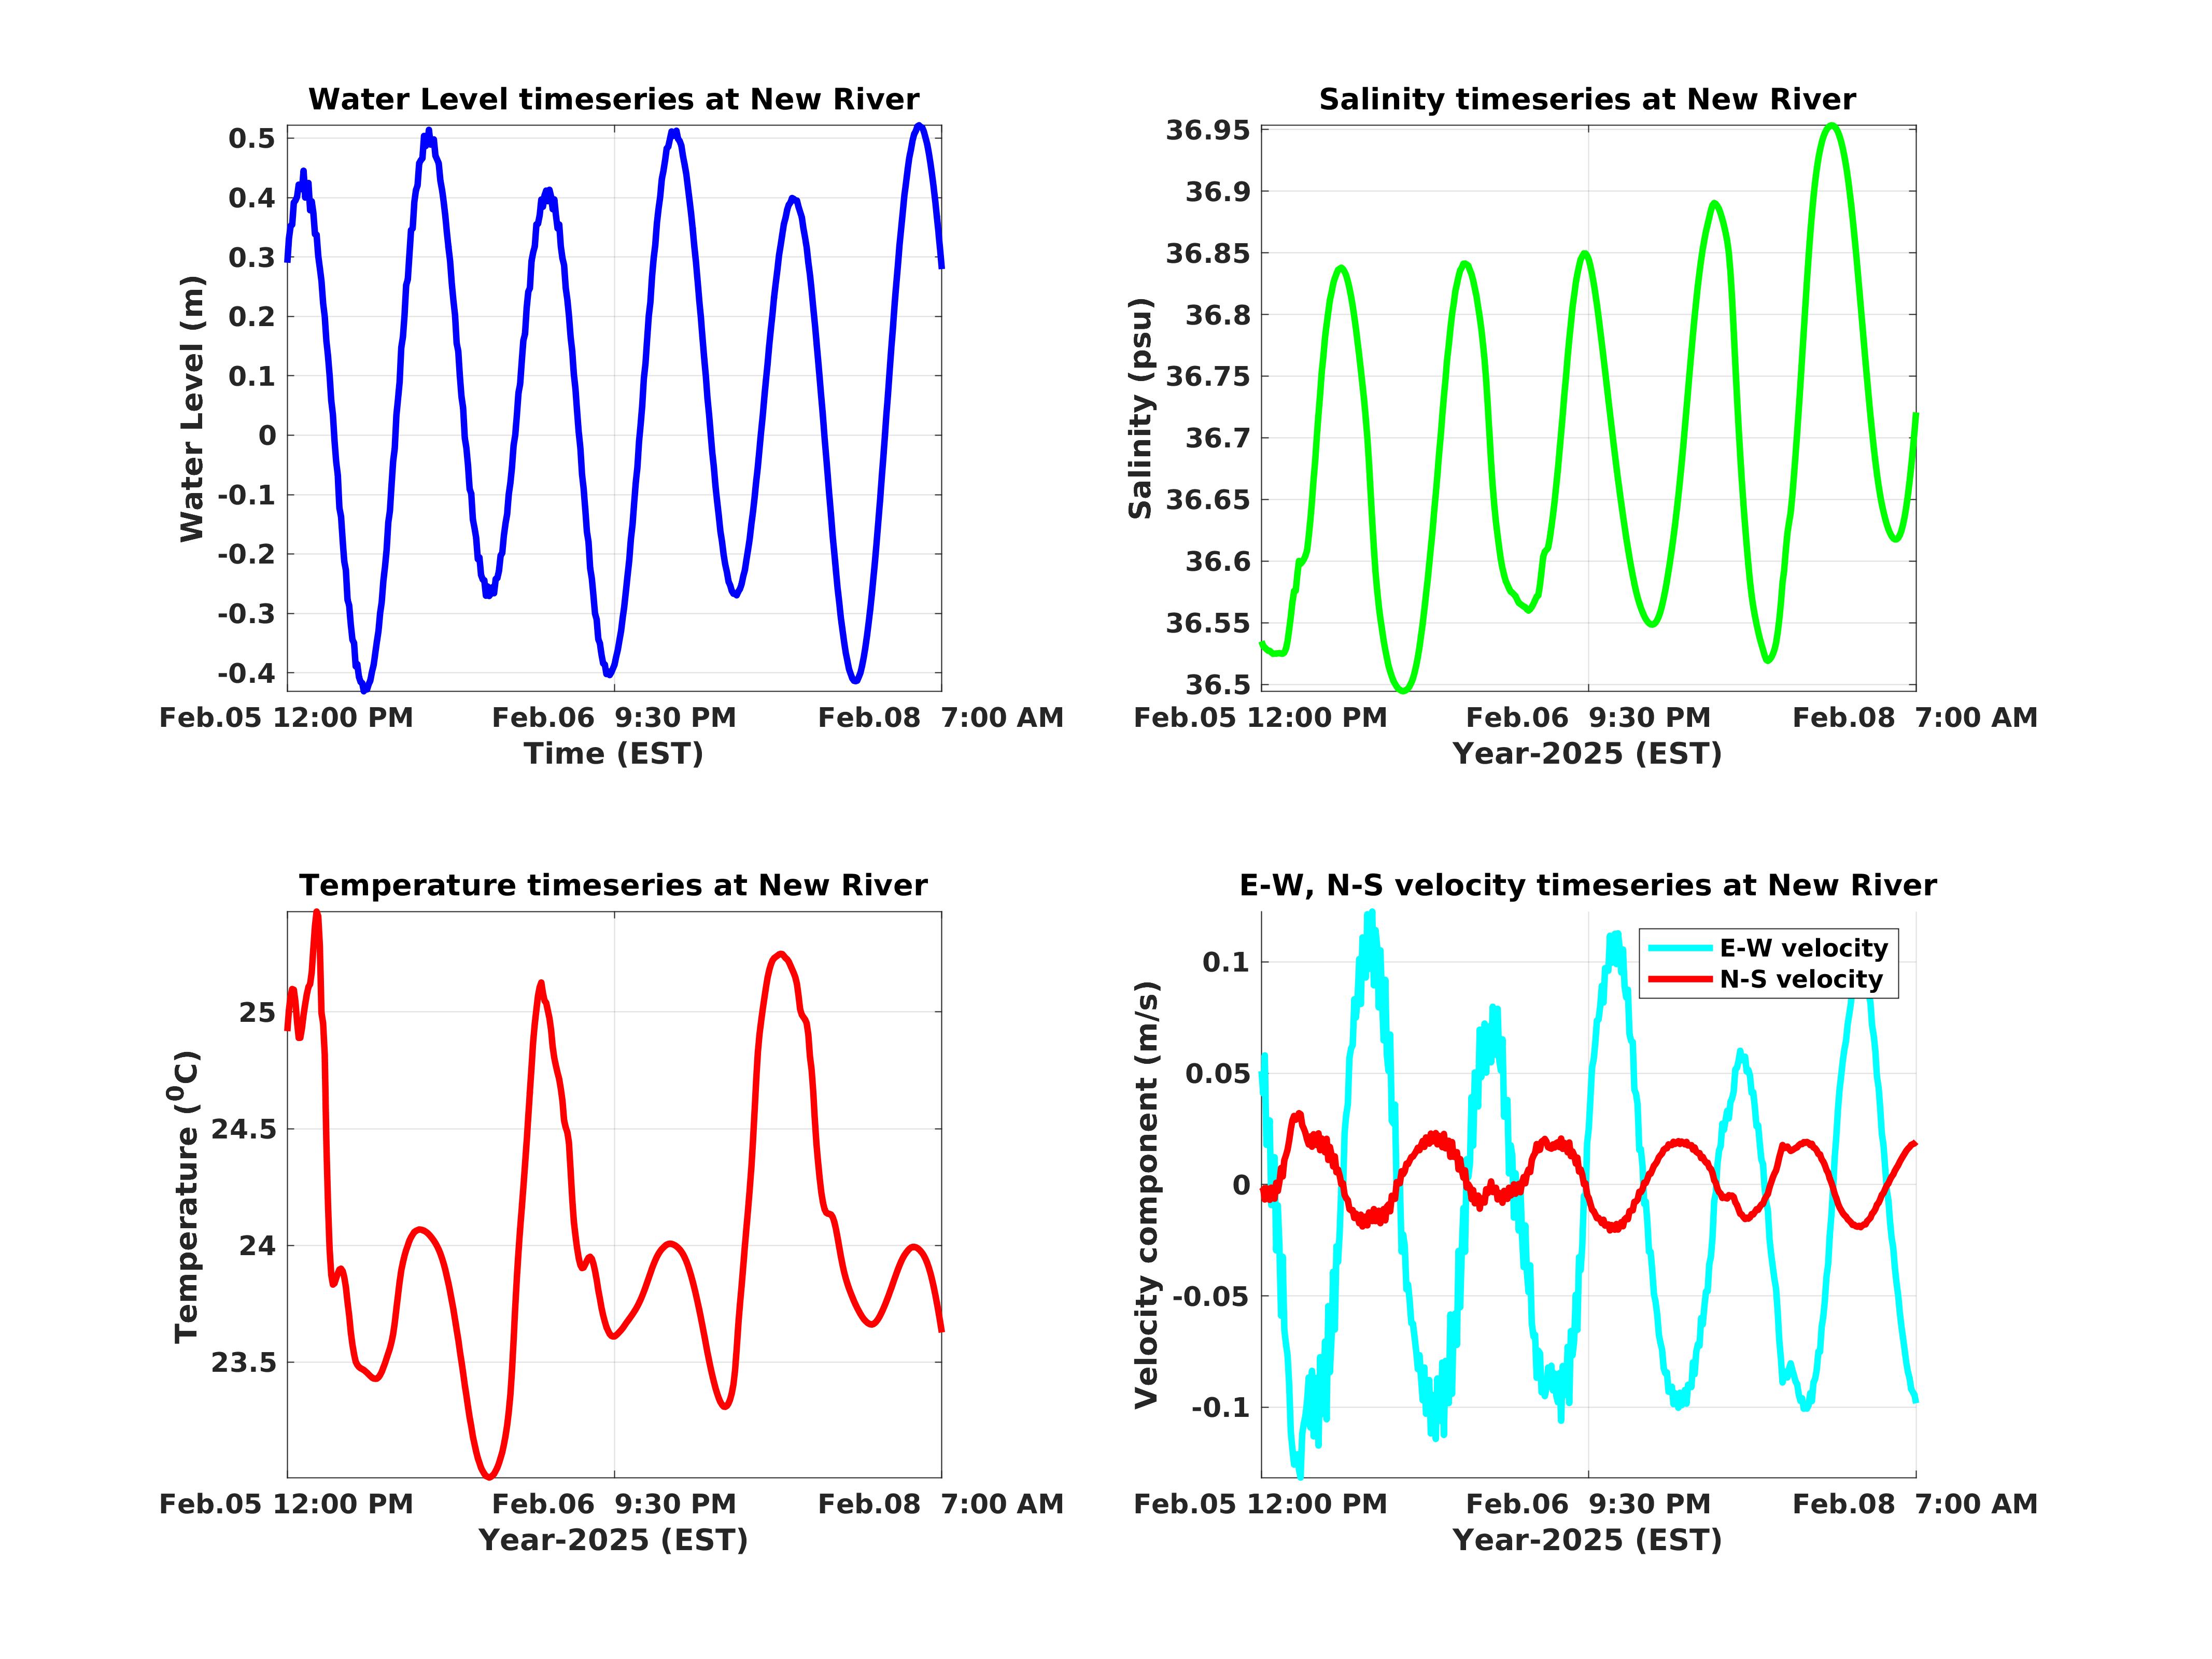 Water Level timeseries at New River
Water Level (m)
0.5
0.4
0.3
0.2
0.1
0
-0.1
-0.2
-0.3
-0.4
Feb.05 12:00 PM Feb.06 9:30 PM Feb.08 7:00 AM
Time (EST)
Salinity timeseries at New River
Salinity (psu)
36.95
36.9
36.85
36.8
36.75
36.7
36.65
36.6
36.55
36.5
Feb.05 12:00 PM Feb.06 9:30 PM Feb.08 7:00 AM
Year-2025 (EST)
Temperature timeseries at New River
Temperature (⁰C)
25
24.5
24
23.5
Feb.05 12:00 PM Feb.06 9:30 PM Feb.08 7:00 AM
Year-2025 (EST)
E-W, N-S velocity timeseries at New River
Velocity component (m/s)
0.1
0.05
0
-0.05
-0.1
E-W velocity
N-S velocity
Feb.05 12:00 PM Feb.06 9:30 PM Feb.08 7:00 AM
Year-2025 (EST)